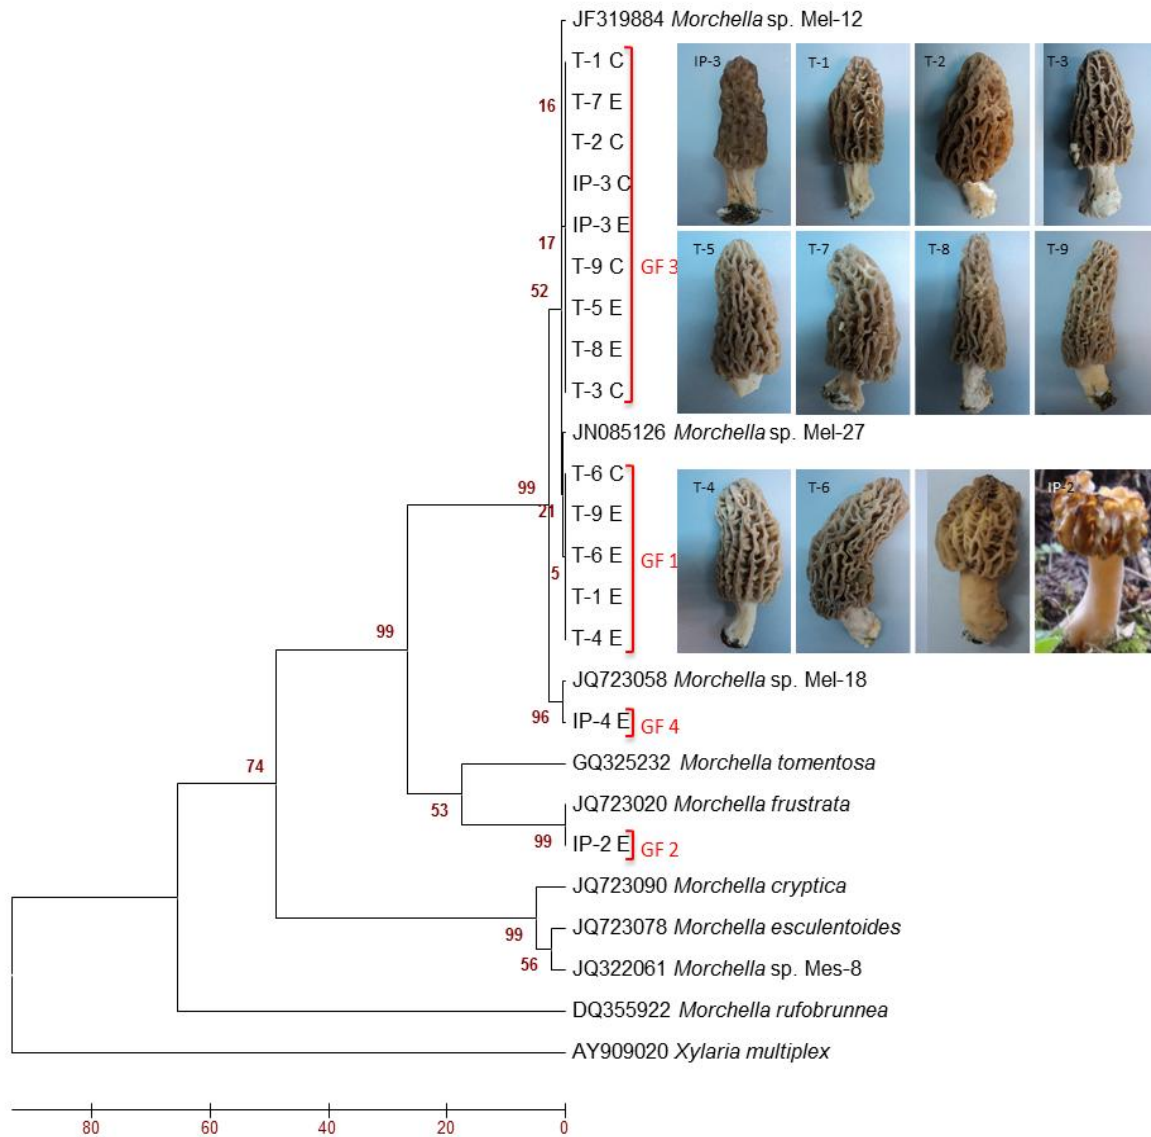 JF319884 Morchella sp. Mel-12
T-1 C
T-7 E
16
T-2 C
IP-3 C
IP-3 E
17
T-9 C
GF 3
52
T-5 E
T-8 E
T-3 C
IP-3
T-1
T-2
T-3
T-5
T-7
T-8
T-9
JN085126 Morchella sp. Mel-27
T-6 C
99
T-9 E
21
T-6 E
GF 1
5
T-1 E
T-4 E
T-4
T-6
IP-2
99
JQ723058 Morchella sp. Mel-18
96
IP-4 E
GF 4
GQ325232 Morchella tomentosa
74
JQ723020 Morchella frustrata
53
99
IP-2 E
GF 2
JQ723090 Morchella cryptica
JQ723078 Morchella esculentoides
99
56
JQ322061 Morchella sp. Mes-8
DQ355922 Morchella rufobrunnea
AY909020 Xylaria multiplex
80 60 40 20 0